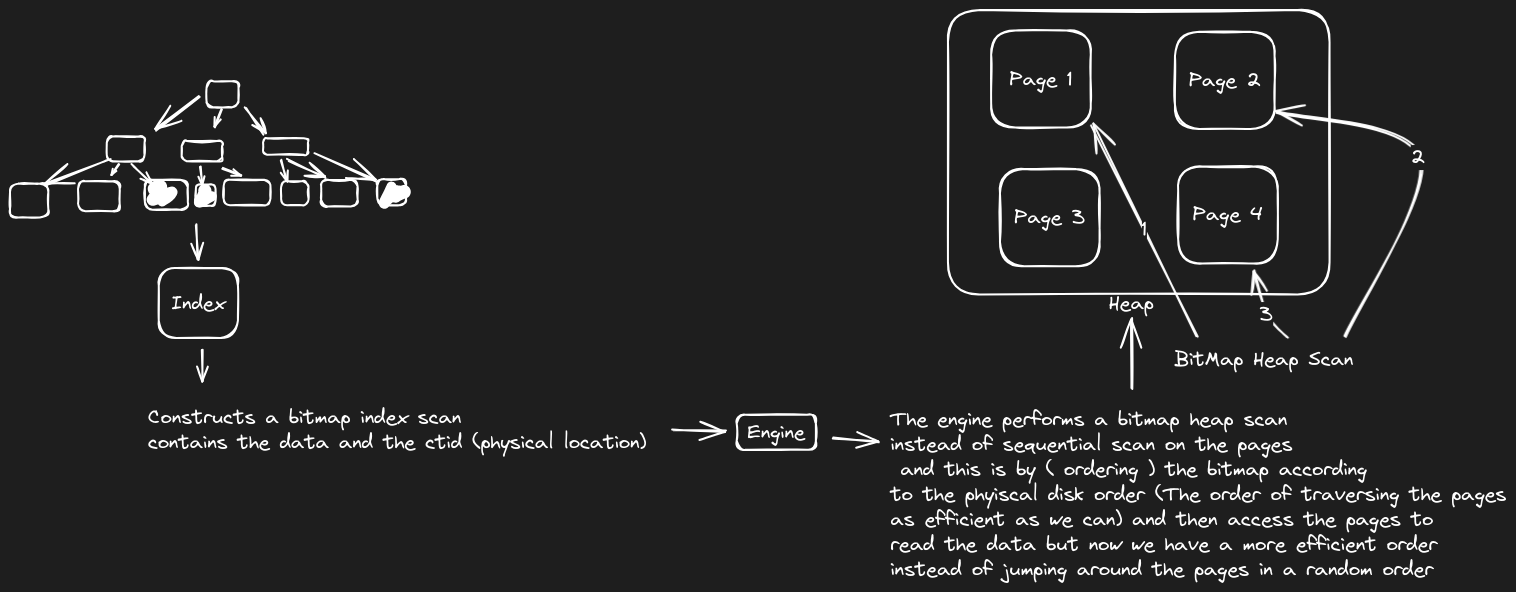 Page 1
Page 2
2
Page 3
Page 4
1
Index
Heap
3
BitMap Heap Scan
Constructs a bitmap index scan
contains the data and the ctid (physical location)
Engine
The engine performs a bitmap heap scan
instead of sequential scan on the pages
and this is by ( ordering ) the bitmap according
to the phyiscal disk order (The order of traversing the pages
as efficient as we can) and then access the pages to
read the data but now we have a more efficient order
instead of jumping around the pages in a random order